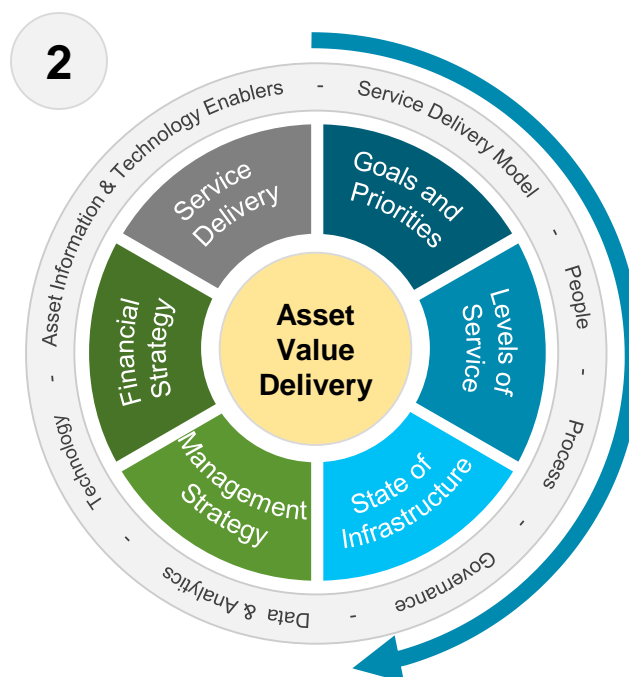 2
Asset Information & Technology Enablers - Service Delivery Model - People - Process - Governance - Data & Analytics - Technology -
Goals and
Priorities
Levels of
Service
State of
Infrastructure
Management
Strategy
Financial
Strategy
Service
Delivery
Asset
Value
Delivery